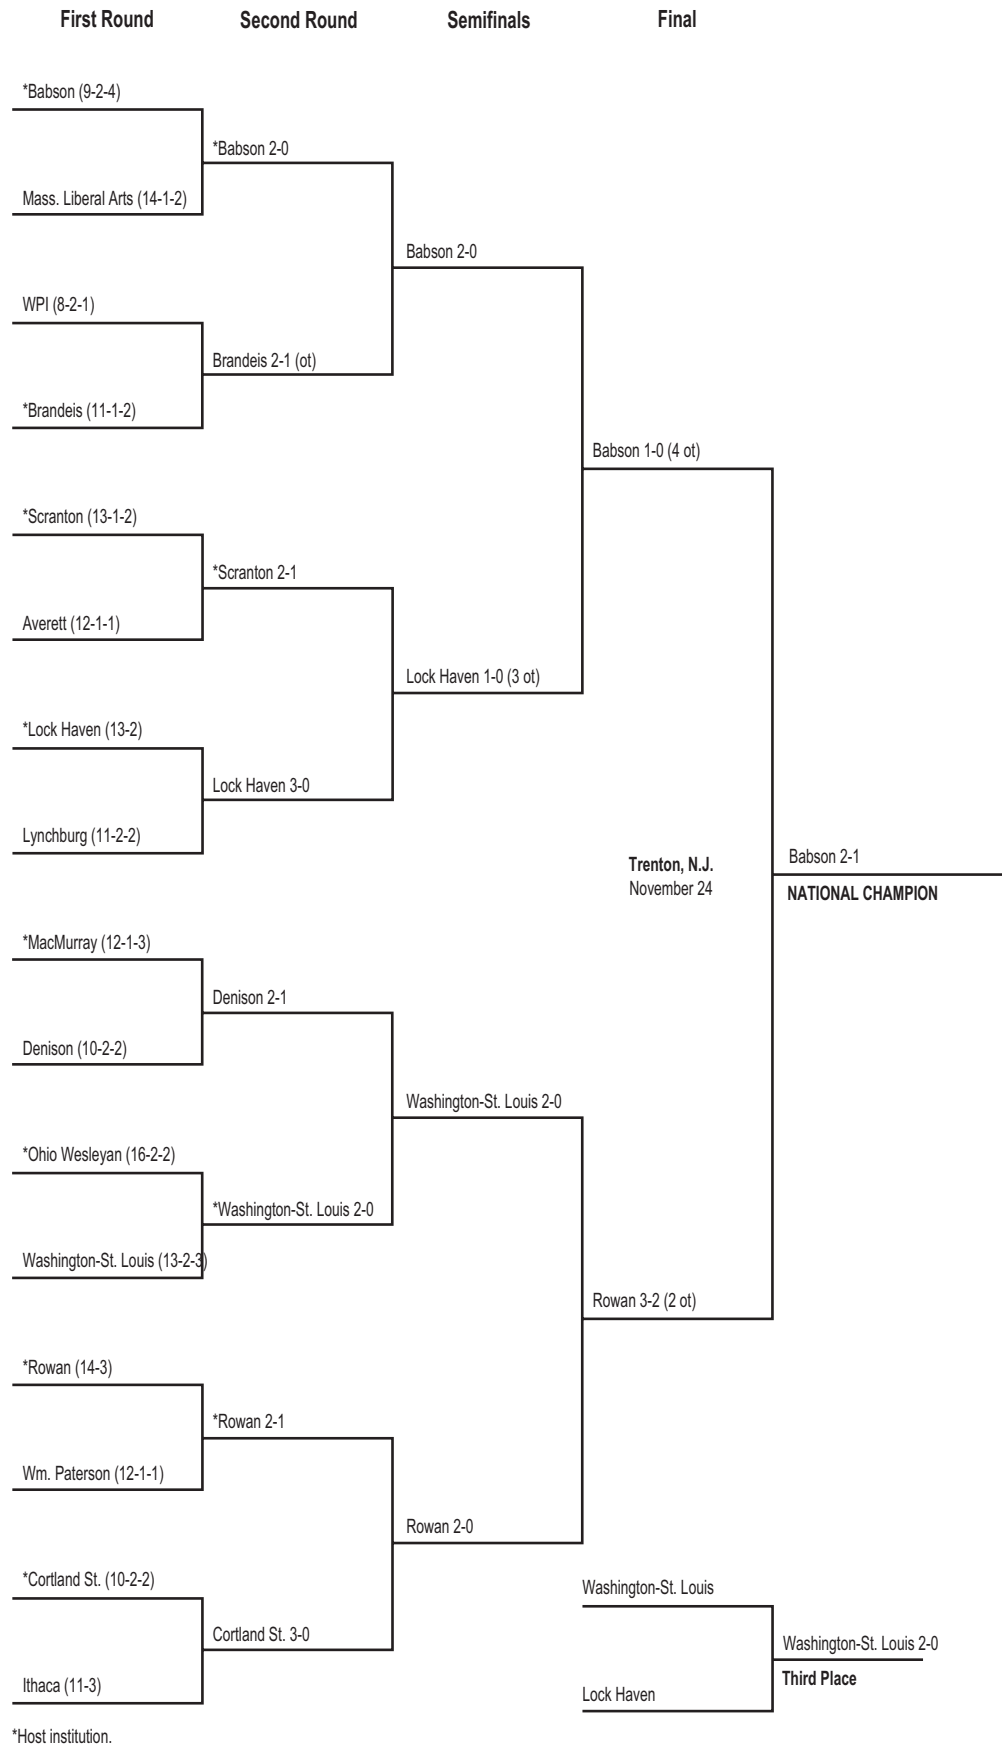 First Round Second Round Semifinals Final
*Babson (9-2-4)
*Babson 2-0
Mass. Liberal Arts (14-1-2)
Babson 2-0
WPI (8-2-1)
Brandeis 2-1 (ot)
*Brandeis (11-1-2)
Babson 1-0 (4 ot)
*Scranton (13-1-2)
*Scranton 2-1
Averett (12-1-1)
Lock Haven 1-0 (3 ot)
*Lock Haven (13-2)
Lock Haven 3-0
Lynchburg (11-2-2)
Babson 2-1
Trenton, N.J.
November 24
NATIONAL CHAMPION
*MacMurray (12-1-3)
Denison 2-1
Denison (10-2-2)
Washington-St. Louis 2-0
*Ohio Wesleyan (16-2-2)
*Washington-St. Louis 2-0
Washington-St. Louis (13-2-3)
Rowan 3-2 (2 ot)
*Rowan (14-3)
*Rowan 2-1
Wm. Paterson (12-1-1)
Rowan 2-0
*Cortland St. (10-2-2)
Washington-St. Louis
Cortland St. 3-0
Washington-St. Louis 2-0
Third Place
Ithaca (11-3)
Lock Haven
*Host institution.